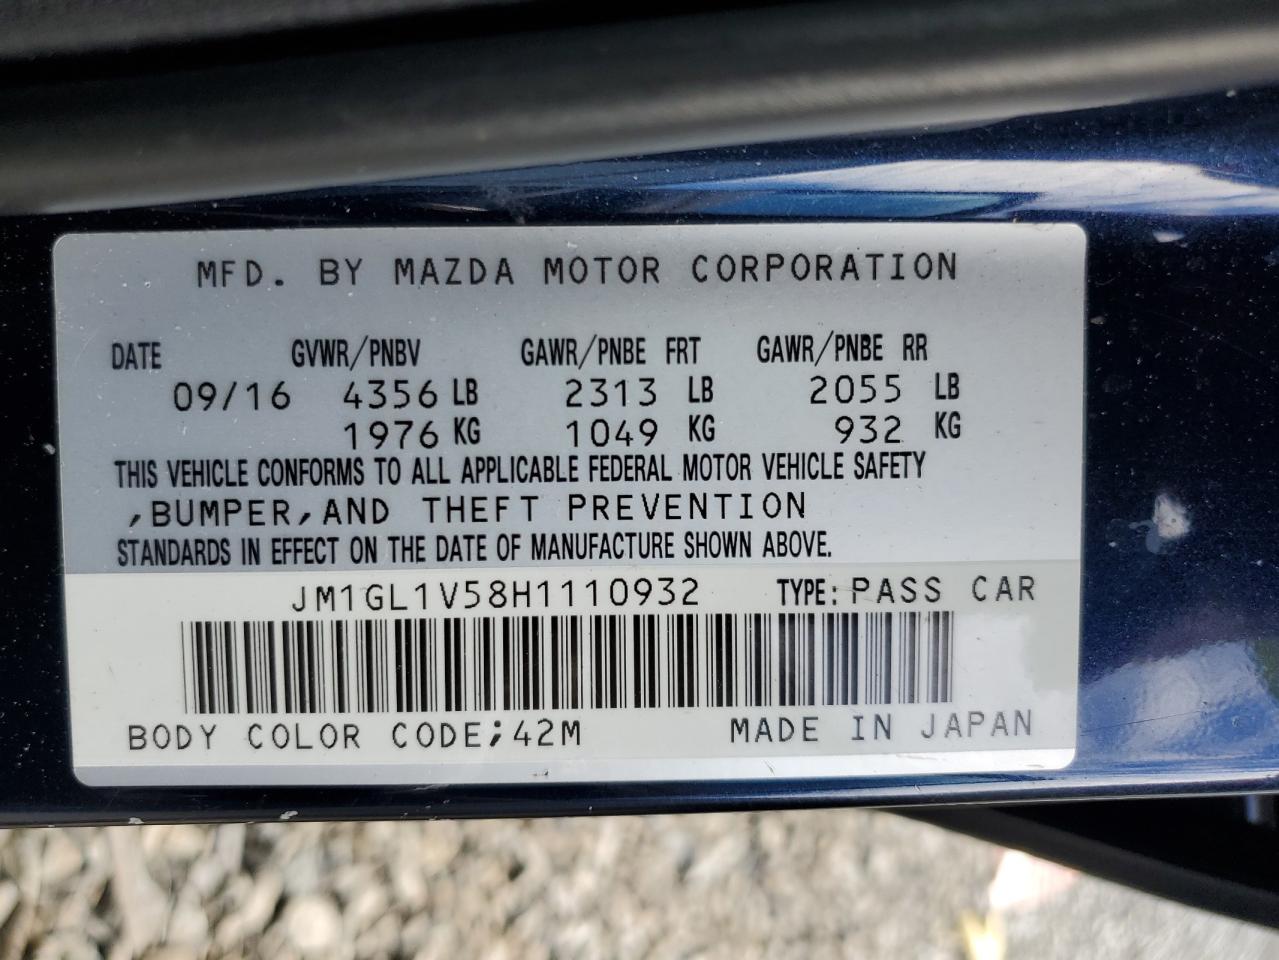 MFD. BY MAZDA MOTOR CORPORATION
DATE GVWR/PNBV GAWR/PNBE FRT GAWR/PNBE RR
09/16 4356 LB 2313 LB 2055 LB
1976 KG 1049 KG 932 KG
THIS VEHICLE CONFORMS TO ALL APPLICABLE FEDERAL MOTOR VEHICLE SAFETY
,BUMPER,AND THEFT PREVENTION
STANDARDS IN EFFECT ON THE DATE OF MANUFACTURE SHOWN ABOVE.
JM1GL1V58H1110932 TYPE: PASS CAR
BODY COLOR CODE;42M MADE IN JAPAN